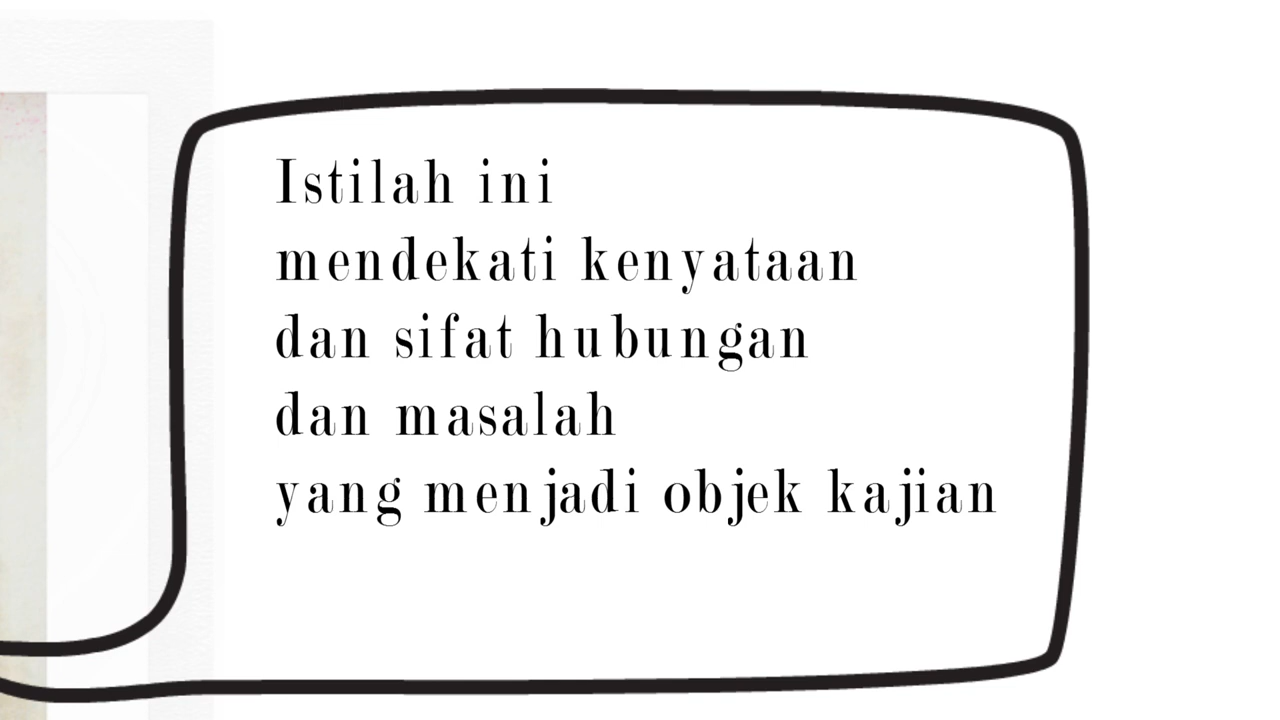 Istilah ini
mendekati kenyataan
dan sifat hubungan
dan masalah
yang menjadi objek kajian